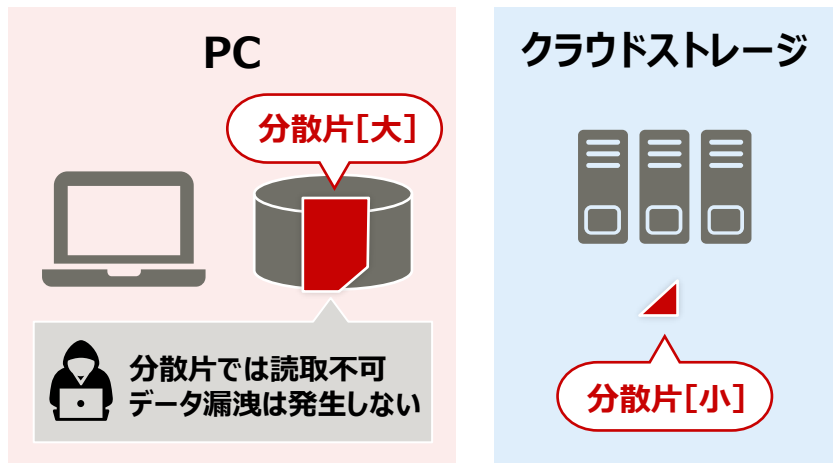 PC
分散片[大]
分散片では読取不可
データ漏洩は発生しない
クラウドストレージ
分散片[小]